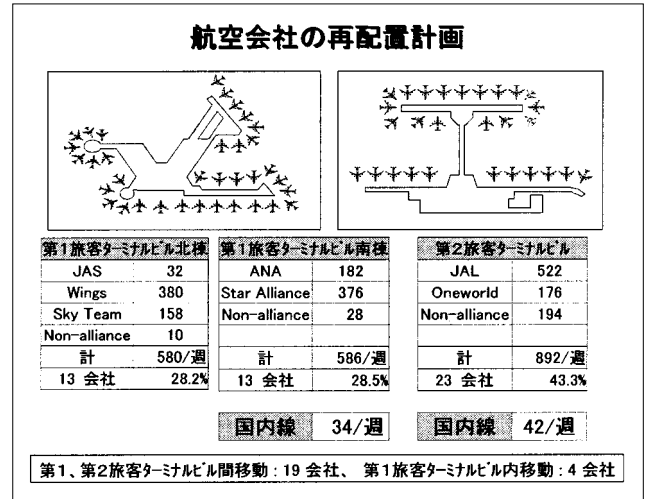 航空会社の再配置計画
第1旅客ターミナルビル北棟
JAS 32
Wings 380
Sky Team 158
Non-alliance 10
計 580/週
13 会社 28.2%
第1旅客ターミナルビル南棟
ANA 182
Star Alliance 376
Non-alliance 28
計 586/週
13 会社 28.5%
国内線 34/週
第2旅客ターミナルビル
JAL 522
Oneworld 176
Non-alliance 194
計 892/週
23 会社 43.3%
国内線 42/週
第1、第2旅客ターミナルビル間移動:19 会社、 第1旅客ターミナルビル内移動:4 会社